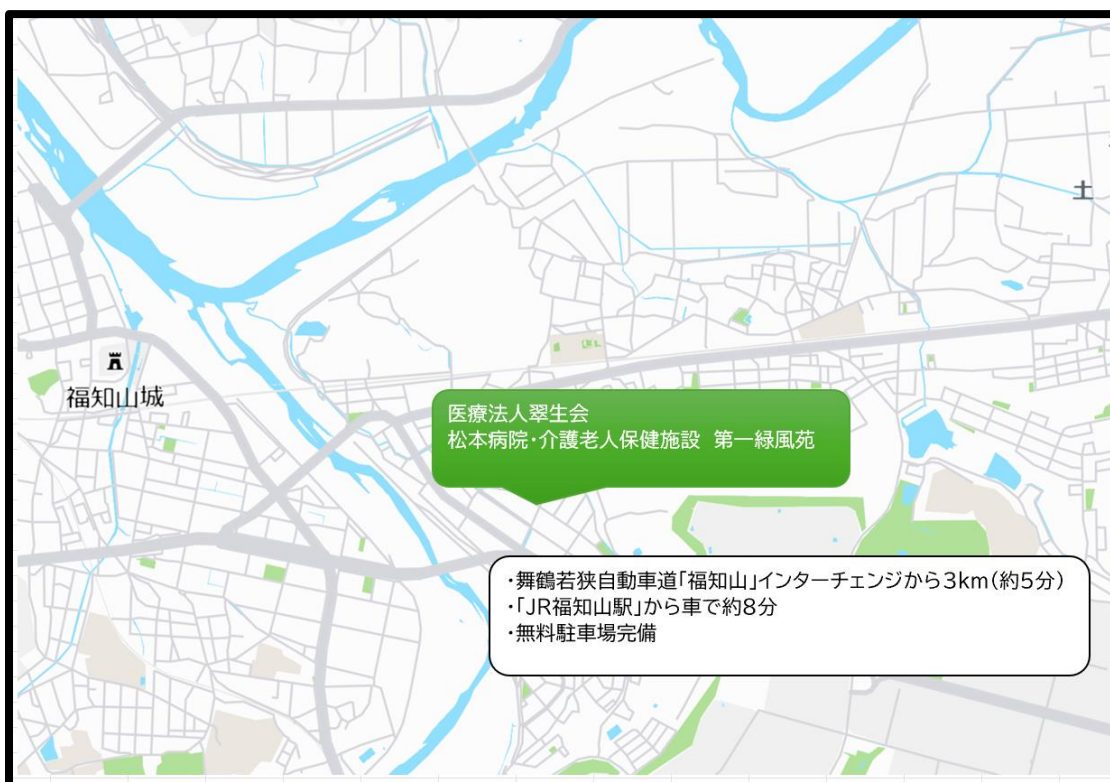 土
福知山城
医療法人翠生会
松本病院・介護老人保健施設 第一緑風苑
・舞鶴若狭自動車道「福知山」インターチェンジから3km(約5分)
・「JR福知山駅」から車で約8分
・無料駐車場完備